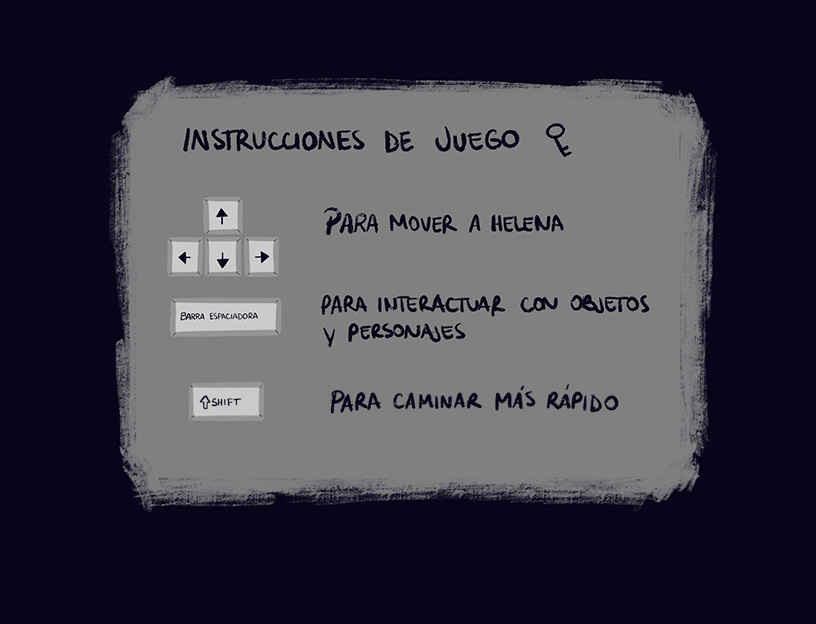 INSTRUCCIONES DE JUEGO
↑
← ↓ →
PARA MOVER A HELENA
BARRA ESPACIADORA
PARA INTERACTUAR CON OBJETOS
Y PERSONAJES
⇧SHIFT
PARA CAMINAR MÁS RÁPIDO